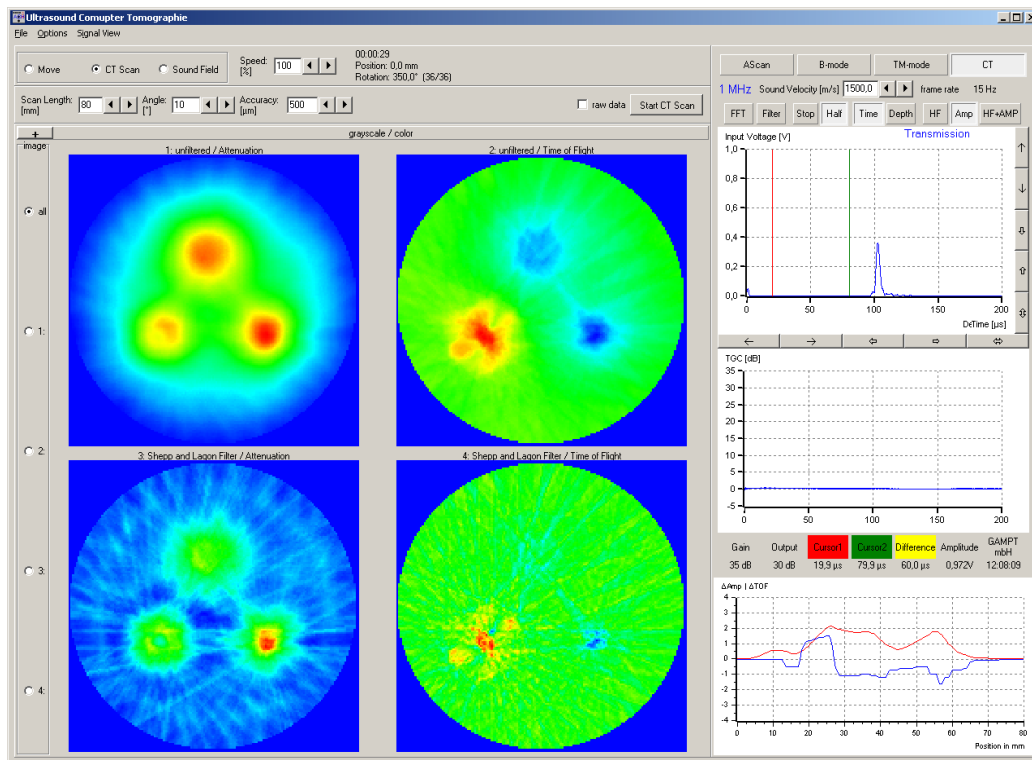 Ultrasound Comupter Tomographie
File Options Signal View
Move CT Scan Sound Field
Speed: [%] 100
00:00:29
Position: 0,0 mm
Rotation: 350,0° (36/36)
Scan Length: [mm] 80 Angle: [°] 10 Accuracy: [µm] 500 raw data Start CT Scan
+ grayscale / color
image:
all
1:
2:
3:
4:
1: unfiltered / Attenuation
2: unfiltered / Time of Flight
3: Shepp and Lagon Filter / Attenuation
4: Shepp and Lagon Filter / Time of Flight
AScan B-mode TM-mode CT
1 MHz Sound Velocity [m/s] 1500,0 frame rate 15 Hz
FFT Filter Stop Half Time Depth HF Amp HF+AMP
Input Voltage [V] Transmission
1,0
0,8
0,6
0,4
0,2
0,0
0 50 100 150 200
DeTime [µs]
TGC [dB]
35
30
25
20
15
10
5
0
-5
0 50 100 150 200
Gain Output Cursor1 Cursor2 Difference Amplitude GAMPT mbH
35 dB 30 dB 19,9 µs 79,9 µs 60,0 µs 0,972V 12:08:09
ΔAmp | ΔTOF
4
3
2
1
0
-1
-2
-3
-4
0 10 20 30 40 50 60 70 80
Position in mm